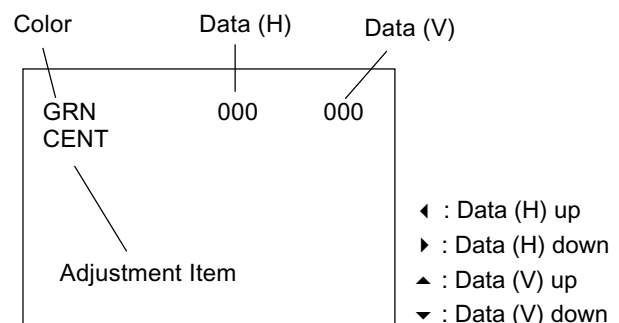 Color Data (H) Data (V)
GRN 000 000
CENT
Adjustment Item
◂ : Data (H) up
▸ : Data (H) down
▴ : Data (V) up
▾ : Data (V) down